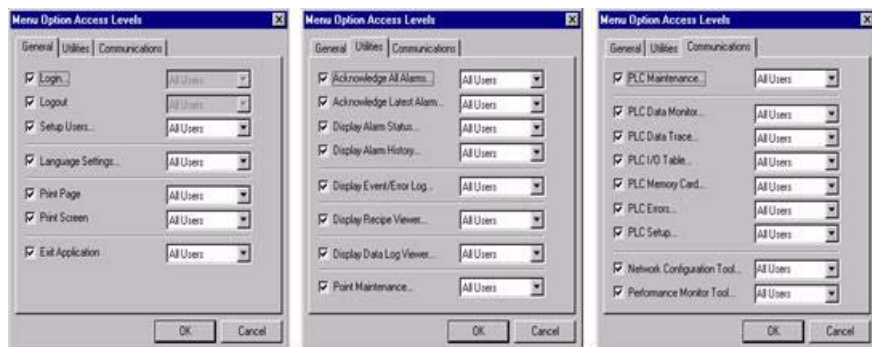 Menu Option Access Levels
General Utilities Communications
Login... All Users
Logout All Users
Setup Users... All Users
Language Settings... All Users
Print Page All Users
Print Screen All Users
Exit Application All Users
OK Cancel
Menu Option Access Levels
General Utilities Communications
Acknowledge All Alarms... All Users
Acknowledge Latest Alarm... All Users
Display Alarm Status... All Users
Display Alarm History... All Users
Display Event/Error Log... All Users
Display Recipe Viewer... All Users
Display Data Log Viewer... All Users
Point Maintenance... All Users
OK Cancel
Menu Option Access Levels
General Utilities Communications
PLC Maintenance... All Users
PLC Data Monitor... All Users
PLC Data Trace... All Users
PLC I/O Table... All Users
PLC Memory Card... All Users
PLC Errors... All Users
PLC Setup... All Users
Network Configuration Tool... All Users
Performance Monitor Tool... All Users
OK Cancel